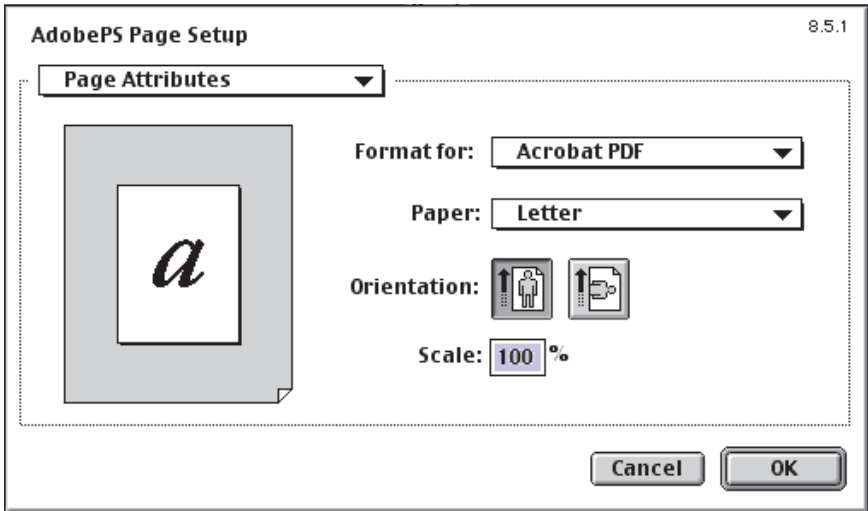 AdobePS Page Setup
8.5.1
Page Attributes
Format for: Acrobat PDF
a
Paper: Letter
Orientation:
Scale: 100 %
Cancel OK